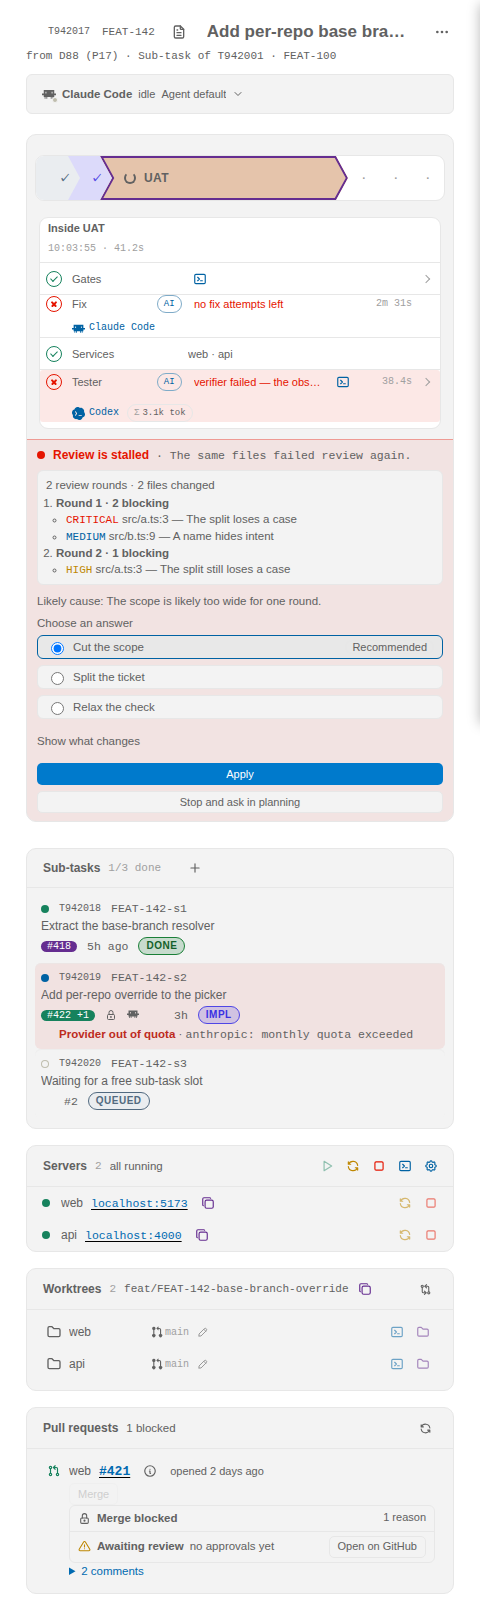 T942017 FEAT-142 Add per-repo base bra…
from D88 (P17) · Sub-task of T942001 · FEAT-100
Claude Code idle Agent default
UAT
Inside UAT
10:03:55 · 41.2s
Gates
Fix AI no fix attempts left 2m 31s
Claude Code
Services web · api
Tester AI verifier failed — the obs… 38.4s
Codex Σ 3.1k tok
Review is stalled · The same files failed review again.
2 review rounds · 2 files changed
1. Round 1 · 2 blocking
CRITICAL src/a.ts:3 — The split loses a case
MEDIUM src/b.ts:9 — A name hides intent
2. Round 2 · 1 blocking
HIGH src/a.ts:3 — The split still loses a case
Likely cause: The scope is likely too wide for one round.
Choose an answer
Cut the scope Recommended
Split the ticket
Relax the check
Show what changes
Apply
Stop and ask in planning
Sub-tasks 1/3 done
T942018 FEAT-142-s1
Extract the base-branch resolver
#418 5h ago DONE
T942019 FEAT-142-s2
Add per-repo override to the picker
#422 +1 3h IMPL
Provider out of quota · anthropic: monthly quota exceeded
T942020 FEAT-142-s3
Waiting for a free sub-task slot
#2 QUEUED
Servers 2 all running
web localhost:5173
api localhost:4000
Worktrees 2 feat/FEAT-142-base-branch-override
web main
api main
Pull requests 1 blocked
web #421 opened 2 days ago
Merge
Merge blocked 1 reason
Awaiting review no approvals yet Open on GitHub
2 comments